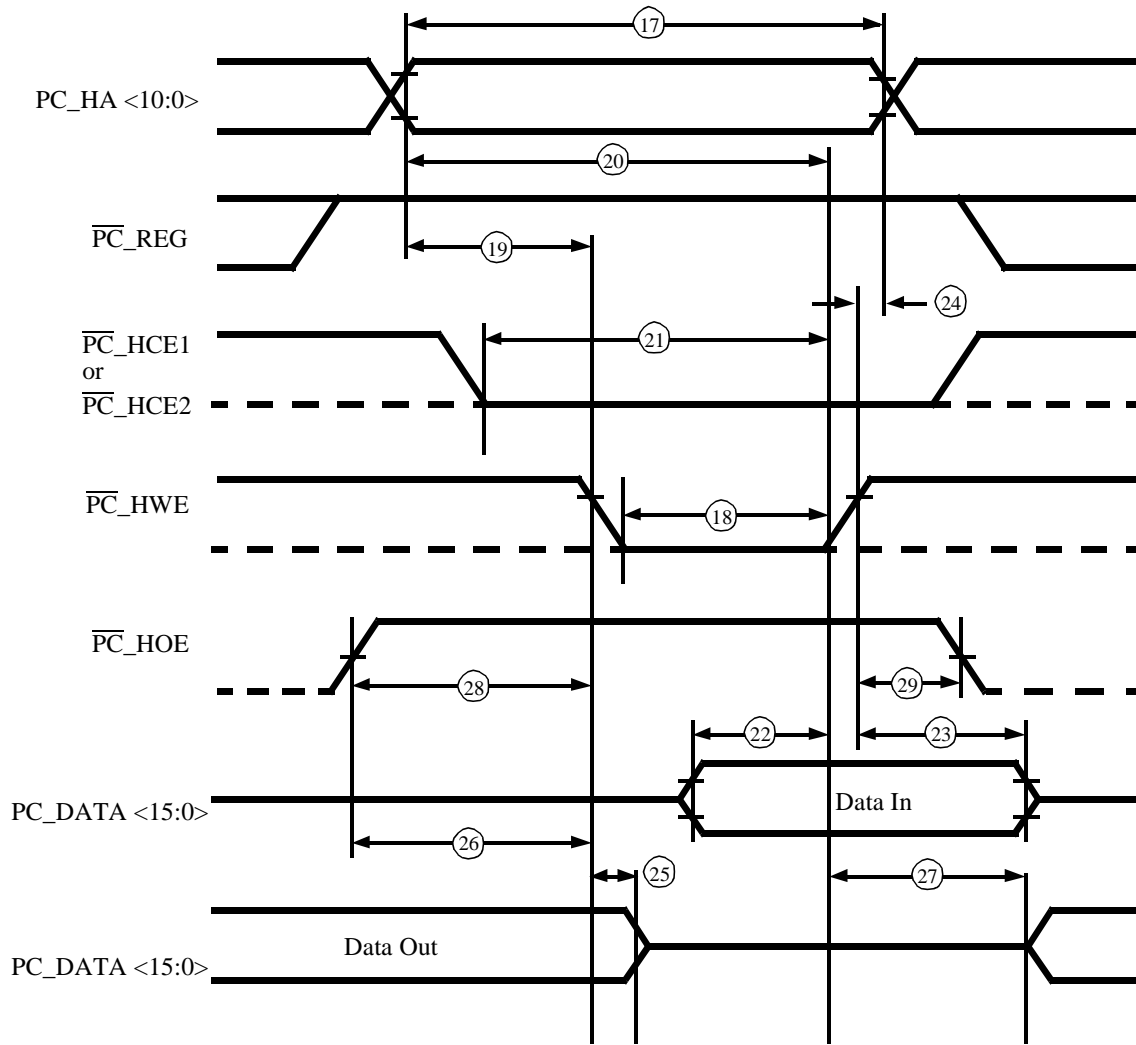 17
PC_HA <10:0>
20
PC_REG
19
24
PC_HCE1
or
PC_HCE2
21
PC_HWE
18
PC_HOE
28
29
22
23
PC_DATA <15:0>
Data In
26
25
27
Data Out
PC_DATA <15:0>